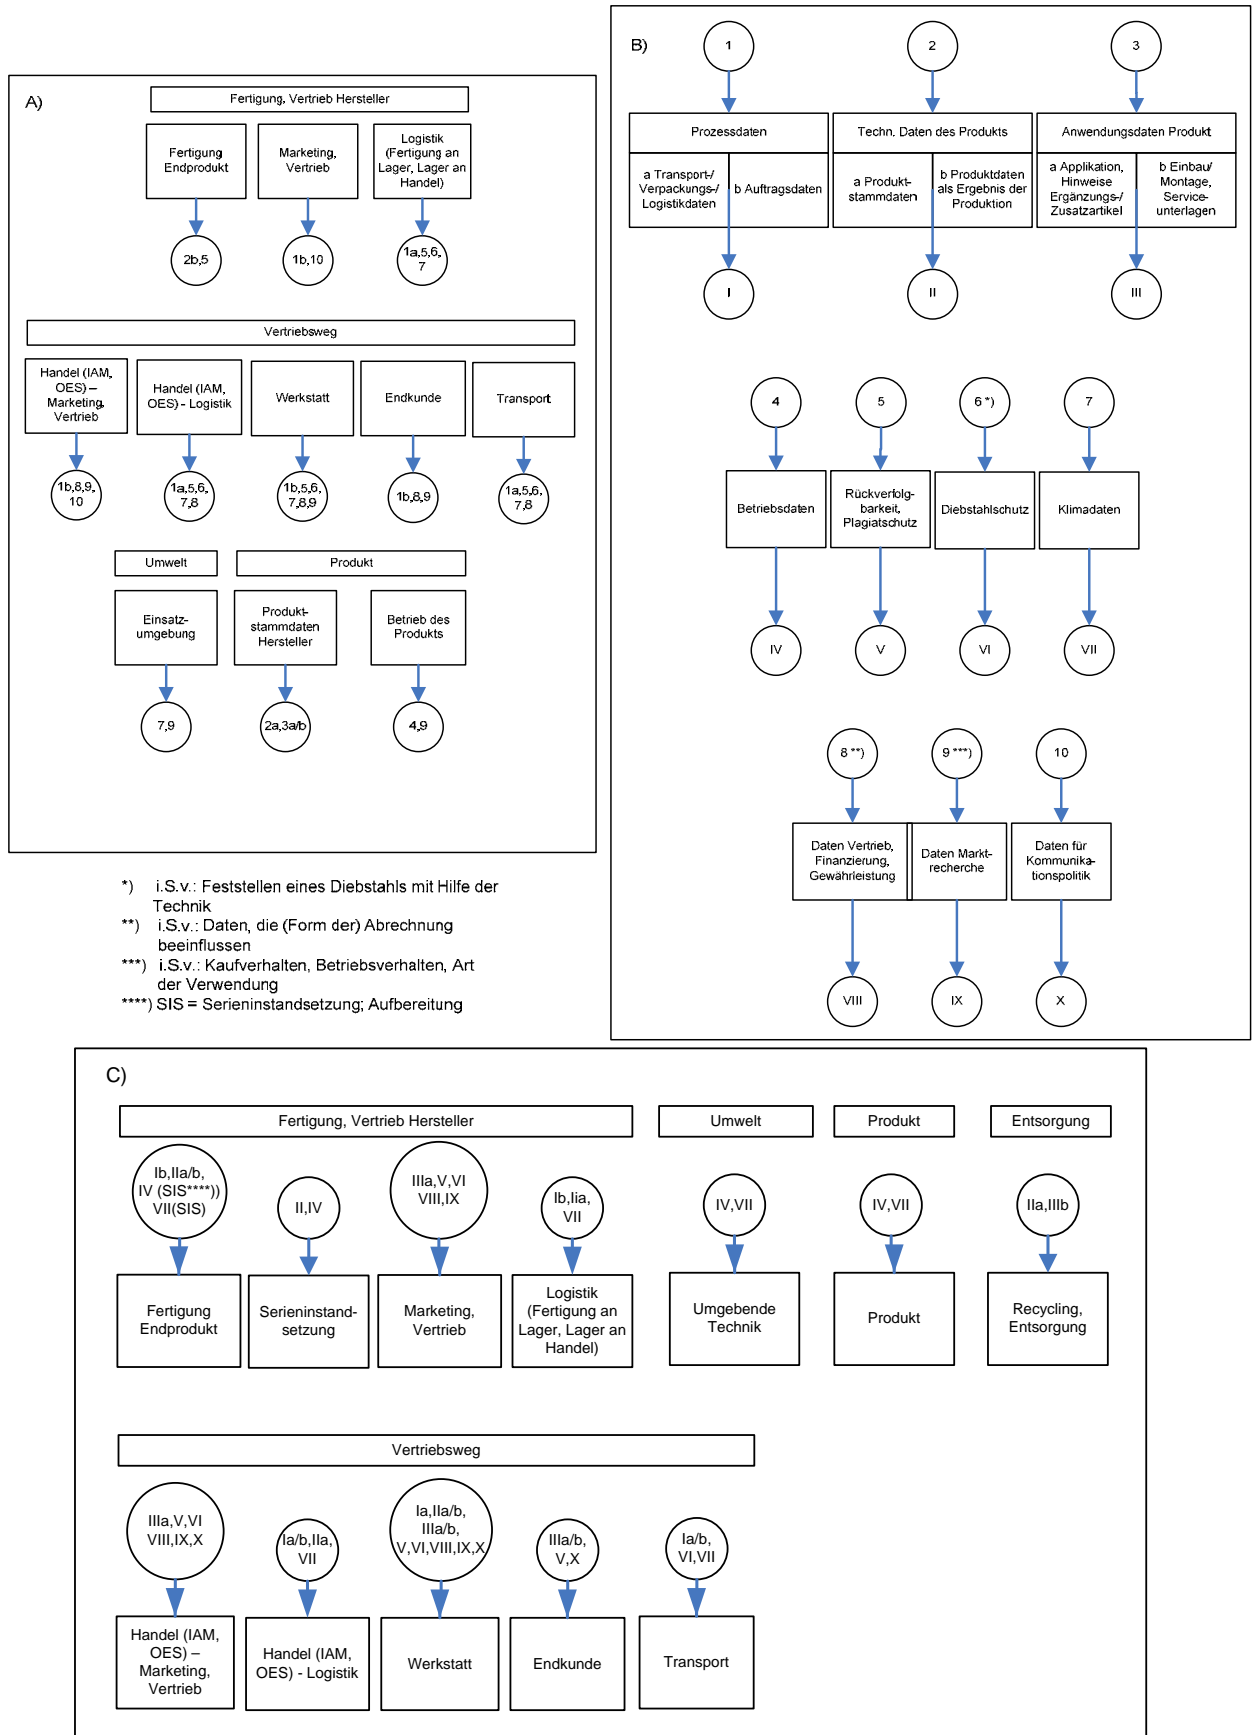 A)
Fertigung, Vertrieb Hersteller
Fertigung
Endprodukt
Marketing,
Vertrieb
Logistik
(Fertigung an
Lager, Lager an
Handel)
2b,5
1b,10
1a,5,6,
7
Vertriebsweg
Handel (IAM,
OES) –
Marketing,
Vertrieb
Handel (IAM,
OES) - Logistik
Werkstatt
Endkunde
Transport
1b,8,9,
10
1a,5,6,
7,8
1b,5,6
7,8,9
1b,8,9
1a,5,6,
7,8
Umwelt
Produkt
Einsatz-
umgebung
Produkt-
stammdaten
Hersteller
Betrieb des
Produkts
7,9
2a,3a/b
4,9
B)
1
2
3
Prozessdaten
Techn. Daten des Produkts
Anwendungsdaten Produkt
a Transport-/
Verpackungs-/
Logistikdaten
b Auftragsdaten
a Produkt-
stammdaten
b Produktdaten
als Ergebnis der
Produktion
a Applikation,
Hinweise
Ergänzungs-/
Zusatzartikel
b Einbau/
Montage,
Service-
unterlagen
I
II
III
4
5
6 *)
7
Betriebsdaten
Rückverfolg-
barkeit,
Plagiatschutz
Diebstahlschutz
Klimadaten
IV
V
VI
VII
8 **)
9 ***)
10
Daten Vertrieb,
Finanzierung,
Gewährleistung
Daten Markt-
recherche
Daten für
Kommunika-
tionspolitik
VIII
IX
X
*) i.S.v.: Feststellen eines Diebstahls mit Hilfe der
Technik
**) i.S.v.: Daten, die (Form der) Abrechnung
beeinflussen
***) i.S.v.: Kaufverhalten, Betriebsverhalten, Art
der Verwendung
****) SIS = Serieninstandsetzung; Aufbereitung
C)
Fertigung, Vertrieb Hersteller
Umwelt
Produkt
Entsorgung
Ib,IIa/b,
IV (SIS****))
VII(SIS)
II,IV
IIIa,V,VI
VIII,IX
Ib,Iia,
VII
IV,VII
IV,VII
IIa,IIIb
Fertigung
Endprodukt
Serieninstand-
setzung
Marketing,
Vertrieb
Logistik
(Fertigung an
Lager, Lager an
Handel)
Umgebende
Technik
Produkt
Recycling,
Entsorgung
Vertriebsweg
IIIa,V,VI
VIII,IX,X
Ia/b,IIa,
VII
Ia,IIa/b,
IIIa/b,
V,VI,VIII,IX,X
IIIa/b,
V,X
Ia/b,
VI,VII
Handel (IAM,
OES) –
Marketing,
Vertrieb
Handel (IAM,
OES) - Logistik
Werkstatt
Endkunde
Transport